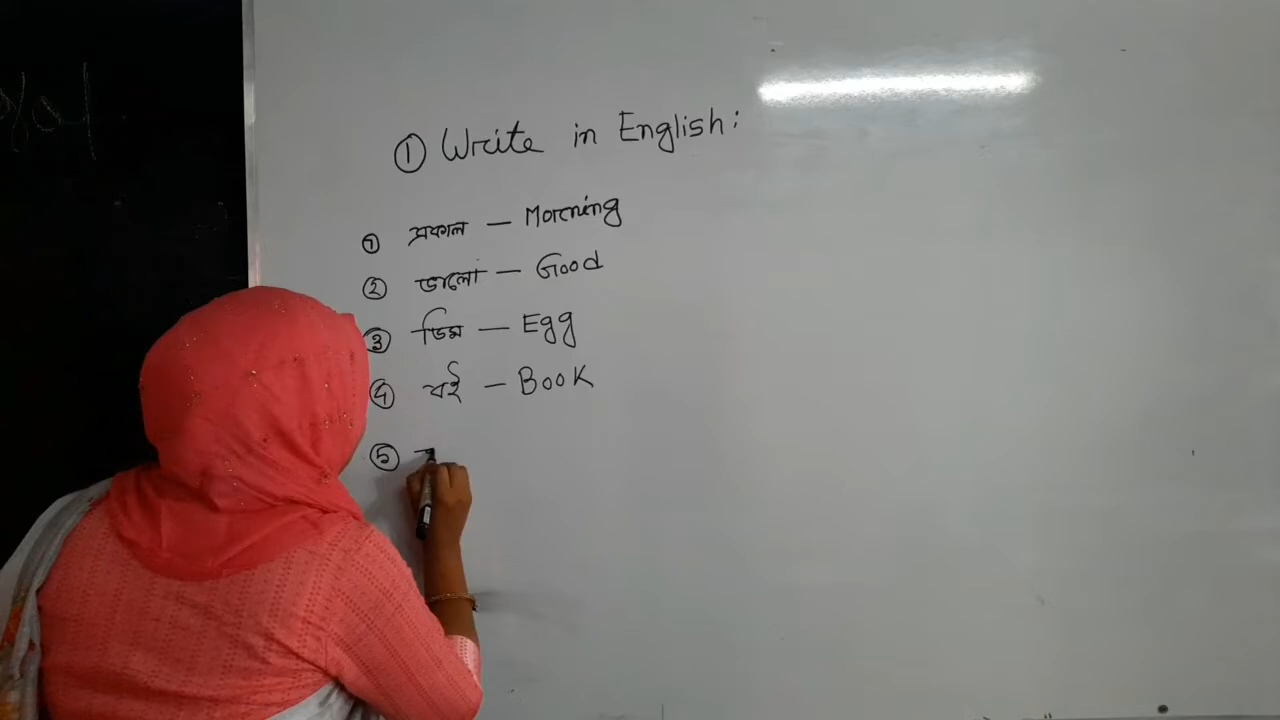 ① Write in English:
① সকাল — Morning
② ভালো — Good
③ ডিম — Egg
④ বই — Book
⑤